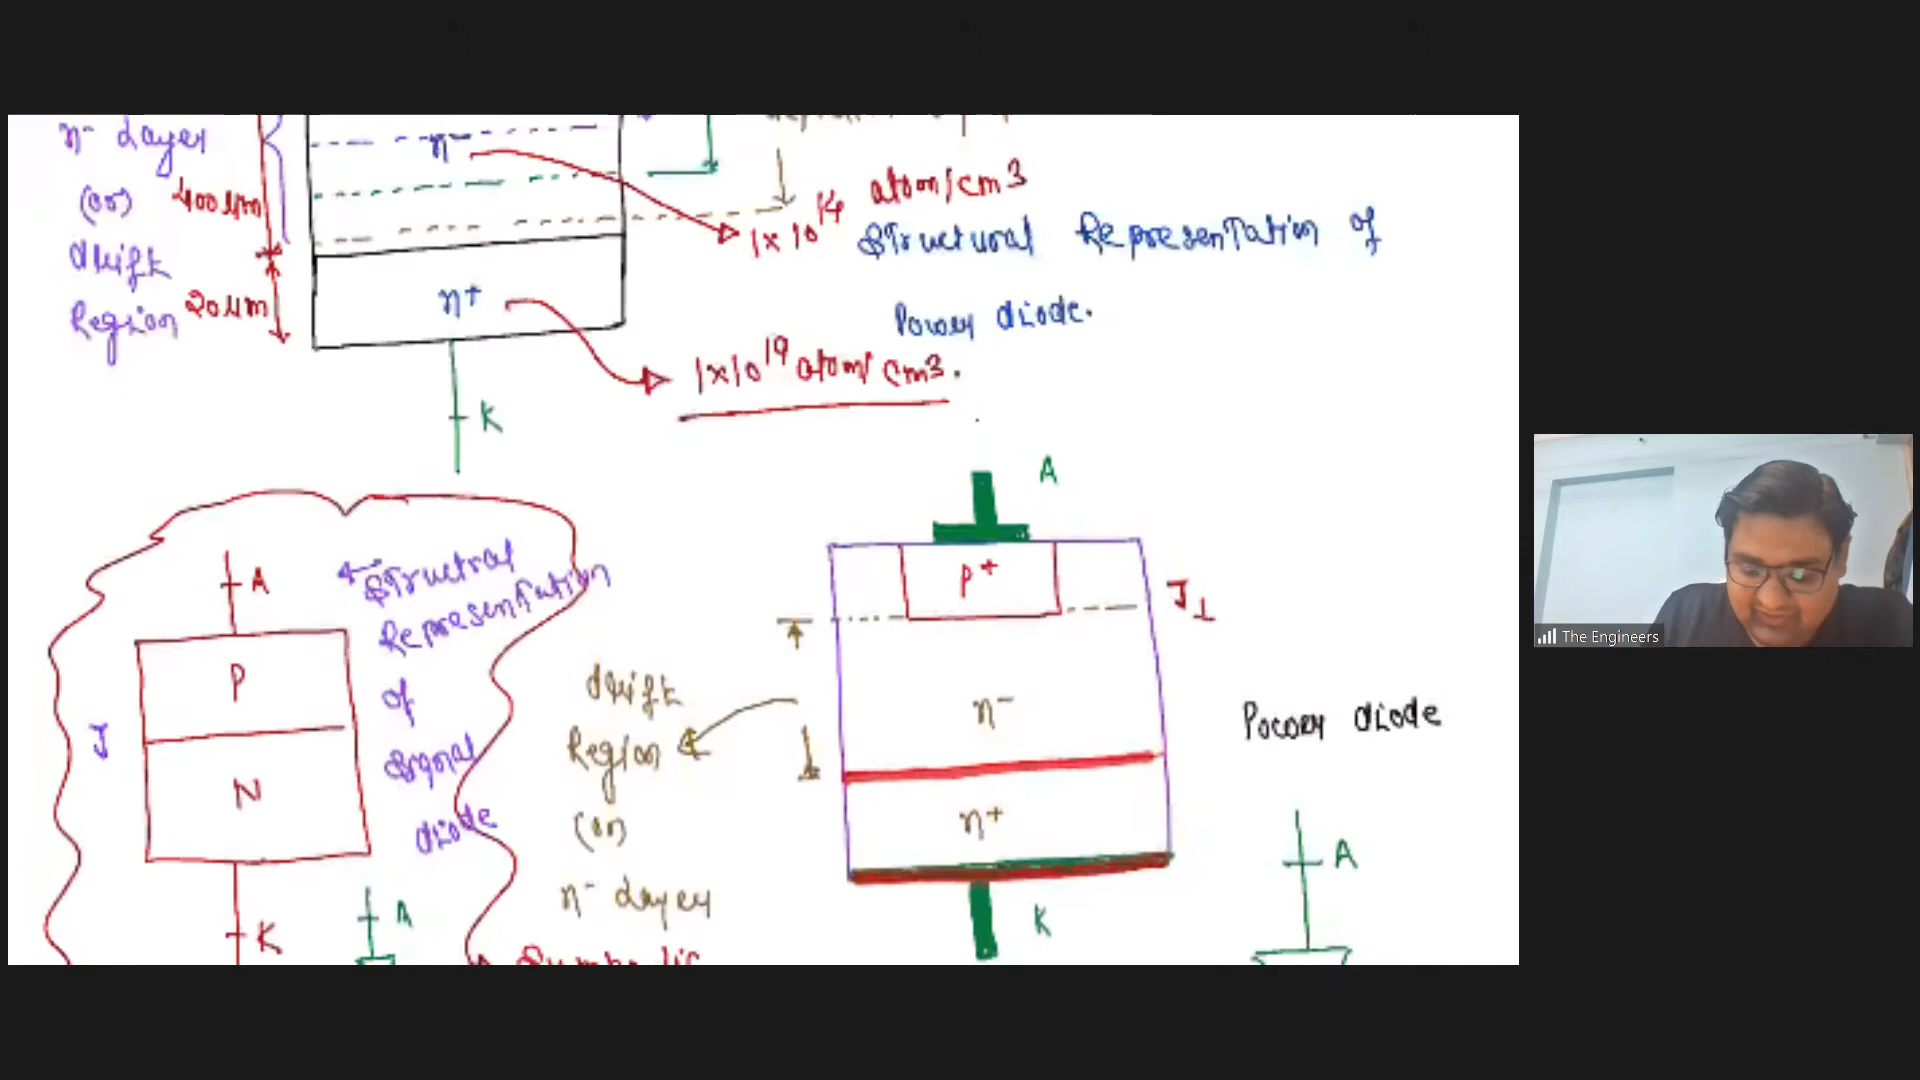 n⁻ Layer
(or)
drift
Region
400 μm
20 μm
n⁻
n⁺
1×10¹⁴ atom/cm3
Structural Representation of
Power diode.
1×10¹⁹ atom/cm3.
K
A
P
J
N
K
Structral
Representation
of
signal
diode
A
A
P⁺
J1
drift
Region
(or)
n⁻ Layer
n⁻
n⁺
K
Power diode
A
The Engineers